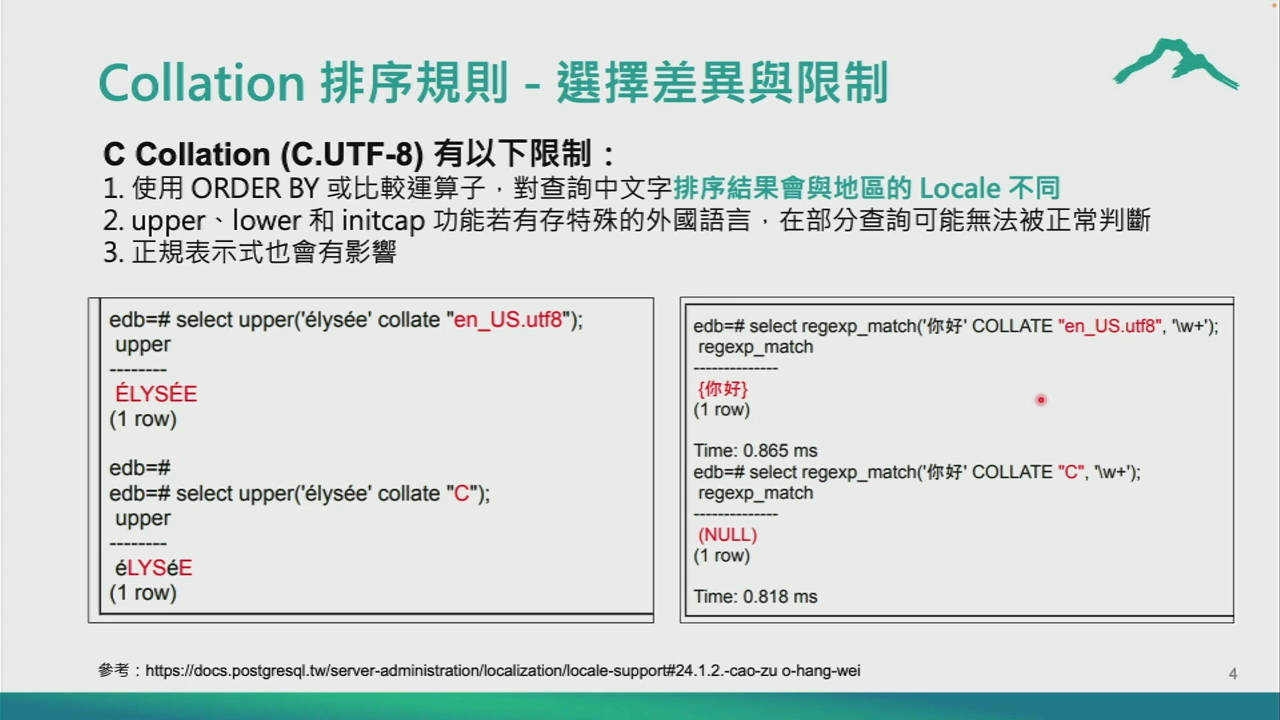 Collation 排序規則 - 選擇差異與限制
C Collation (C.UTF-8) 有以下限制：
1. 使用 ORDER BY 或比較運算子，對查詢中文字排序結果會與地區的 Locale 不同
2. upper、lower 和 initcap 功能若有存特殊的外國語言，在部分查詢可能無法被正常判斷
3. 正規表示式也會有影響
edb=# select upper('élysée' collate "en_US.utf8");
upper
--------
ÉLYSÉE
(1 row)
edb=#
edb=# select upper('élysée' collate "C");
upper
--------
éLYSéE
(1 row)
edb=# select regexp_match('你好' COLLATE "en_US.utf8", '\w+');
regexp_match
--------------
{你好}
(1 row)
Time: 0.865 ms
edb=# select regexp_match('你好' COLLATE "C", '\w+');
regexp_match
--------------
(NULL)
(1 row)
Time: 0.818 ms
參考：https://docs.postgresql.tw/server-administration/localization/locale-support#24.1.2.-cao-zu o-hang-wei
4